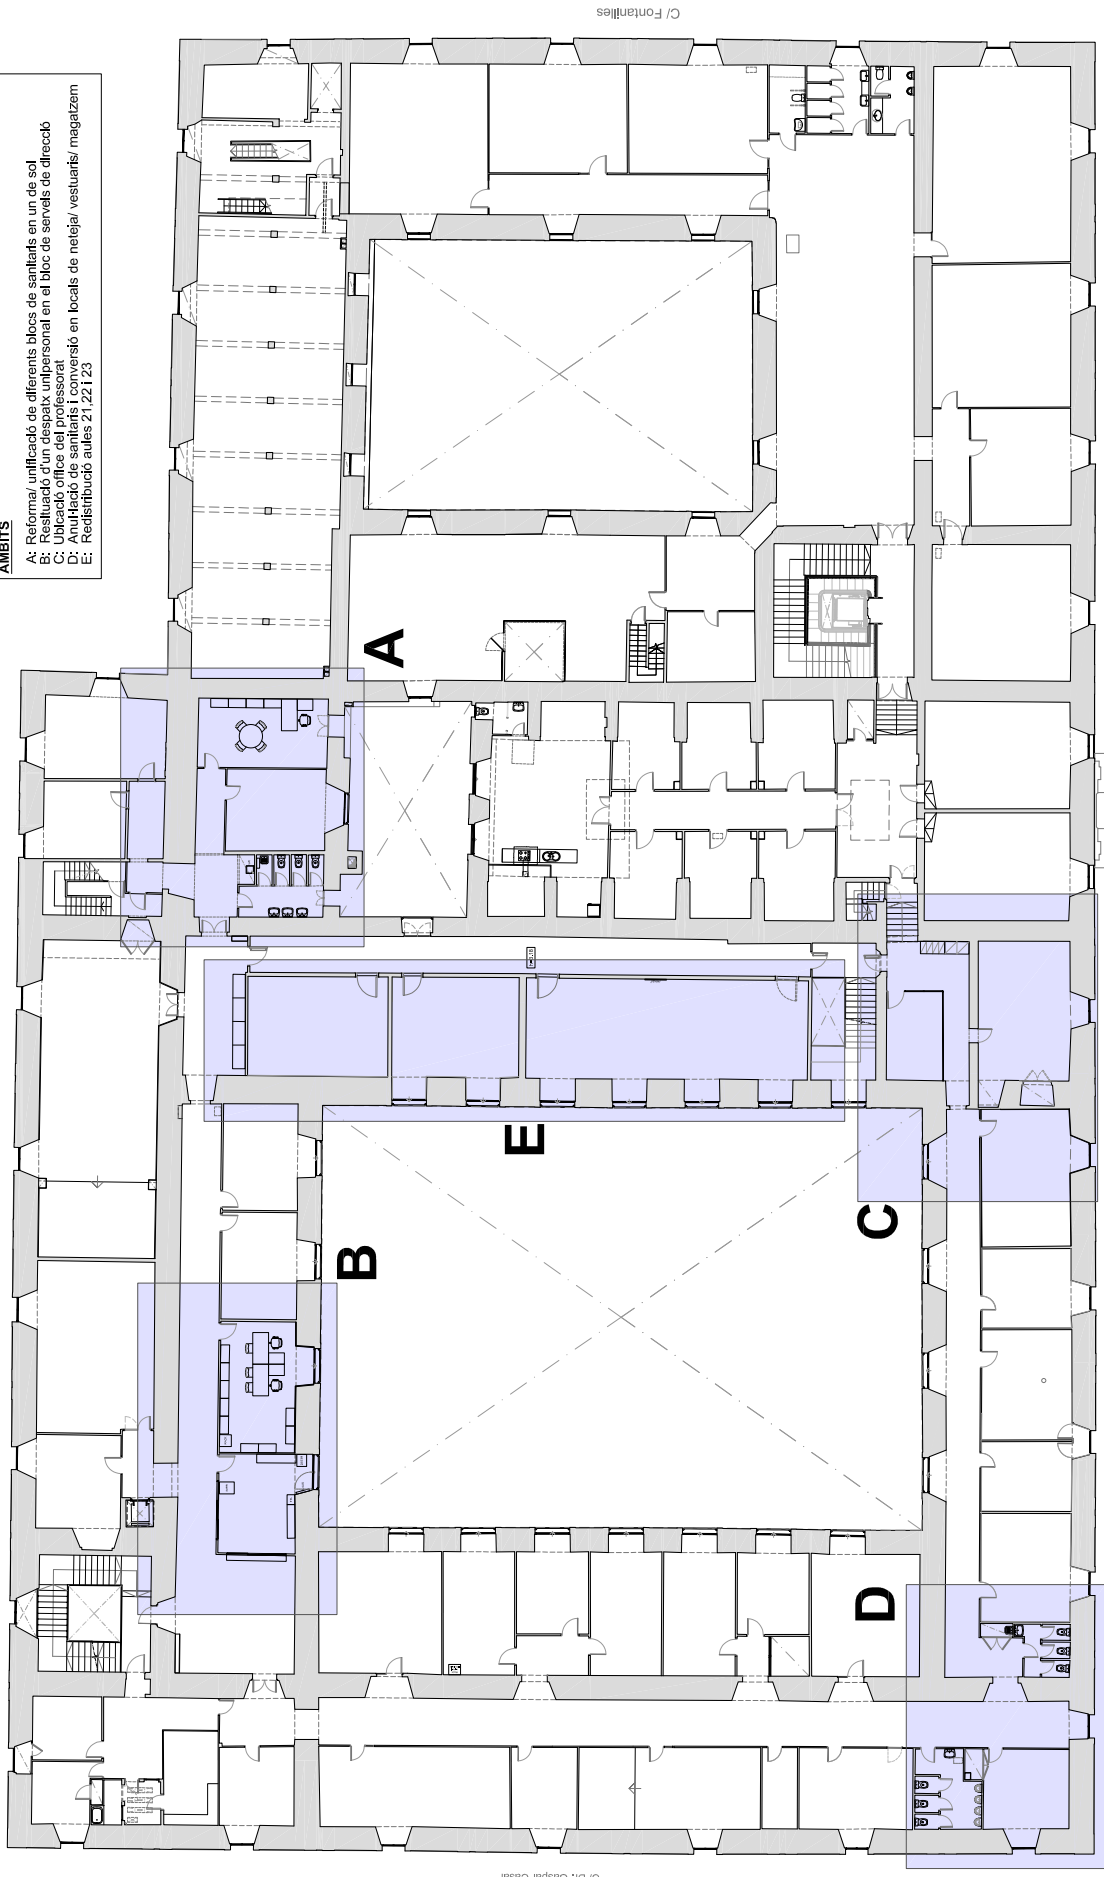 ÀMBITS
A: Reforma/ unificació de diferents blocs de sanitaris en un de sol
B: Restituació d'un despatx unipersonal en el bloc de serveis de direcció
C: Ubicació office del professorat
D: Anul·lació de sanitaris i conversió en locals de neteja/ vestuaris/ magatzem
E: Redistribució aules 21,22 i 23
C/ Fontanilles
A
E
B
C
D
C/ Dr. Gaspar Casal